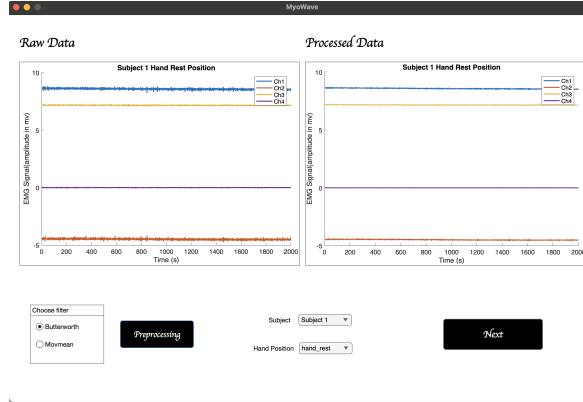 MyoWave
Raw Data
Processed Data
Subject 1 Hand Rest Position
Ch1
Ch2
Ch3
Ch4
10
5
0
-5
EMG Signal(amplitude in mv)
0 200 400 600 800 1000 1200 1400 1600 1800 2000
Time (s)
Subject 1 Hand Rest Position
Ch1
Ch2
Ch3
Ch4
10
5
0
-5
EMG Signal(amplitude in mv)
0 200 400 600 800 1000 1200 1400 1600 1800 2000
Time (s)
Choose filter
Butterworth
Movmean
Preprocessing
Subject Subject 1
Hand Position hand_rest
Next